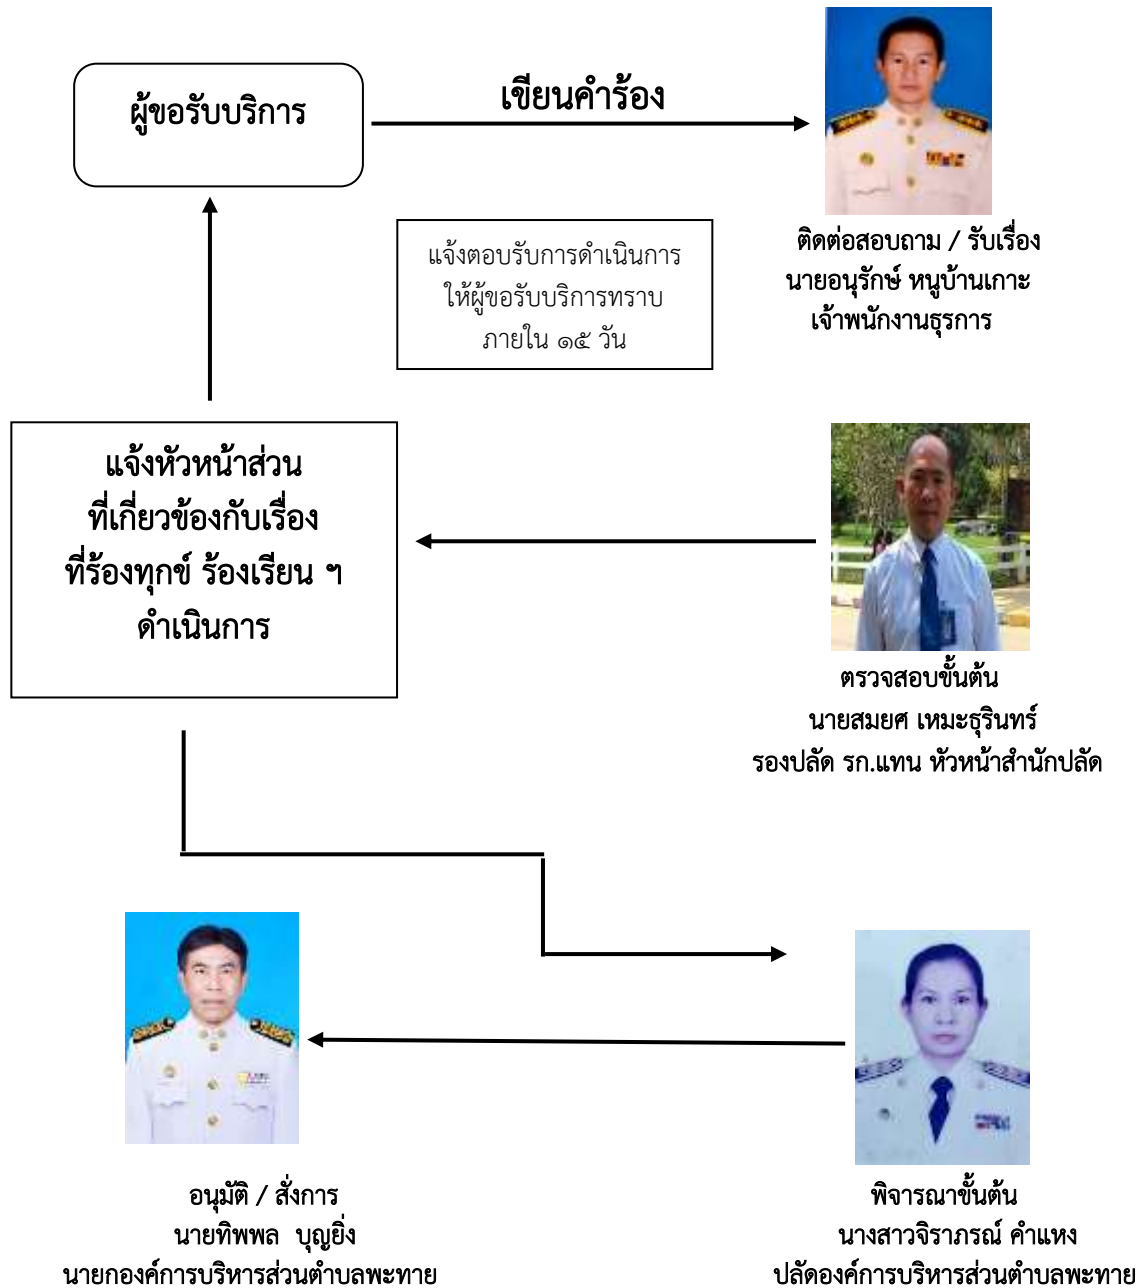 ผู้ขอรับบริการ
เขียนคำร้อง
ติดต่อสอบถาม / รับเรื่อง
นายอนุรักษ์ หนูบ้านเกาะ
เจ้าพนักงานธุรการ
แจ้งตอบรับการดำเนินการ
ให้ผู้ขอรับบริการทราบ
ภายใน ๑๕ วัน
แจ้งหัวหน้าส่วน
ที่เกี่ยวข้องกับเรื่อง
ที่ร้องทุกข์ ร้องเรียน ฯ
ดำเนินการ
ตรวจสอบขั้นต้น
นายสมยศ เหมะธุรินทร์
รองปลัด รก.แทน หัวหน้าสำนักปลัด
อนุมัติ / สั่งการ
นายทิพพล บุญยิ่ง
นายกองค์การบริหารส่วนตำบลพะทาย
พิจารณาขั้นต้น
นางสาวจิราภรณ์ คำแหง
ปลัดองค์การบริหารส่วนตำบลพะทาย